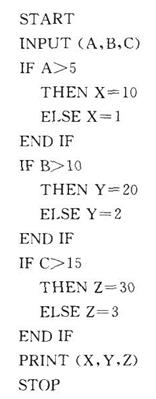 START
INPUT (A,B,C)
IF A>5
THEN X=10
ELSE X=1
END IF
IF B>10
THEN Y=20
ELSE Y=2
END IF
IF C>15
THEN Z=30
ELSE Z=3
END IF
PRINT (X,Y,Z)
STOP